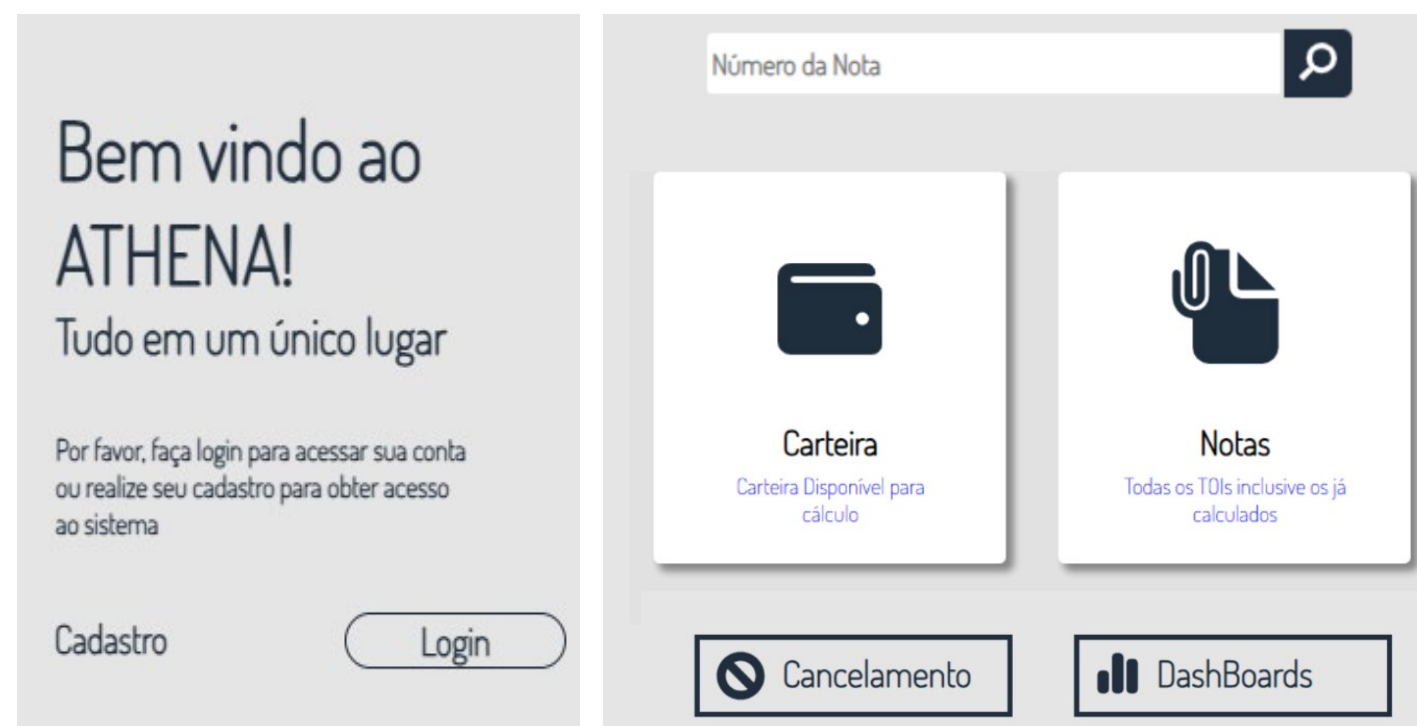 Bem vindo ao
ATHENA!
Tudo em um único lugar
Por favor, faça login para acessar sua conta
ou realize seu cadastro para obter acesso
ao sistema
Cadastro
Login
Número da Nota
Carteira
Carteira Disponível para
cálculo
Notas
Todas os TOIs inclusive os já
calculados
Cancelamento
DashBoards